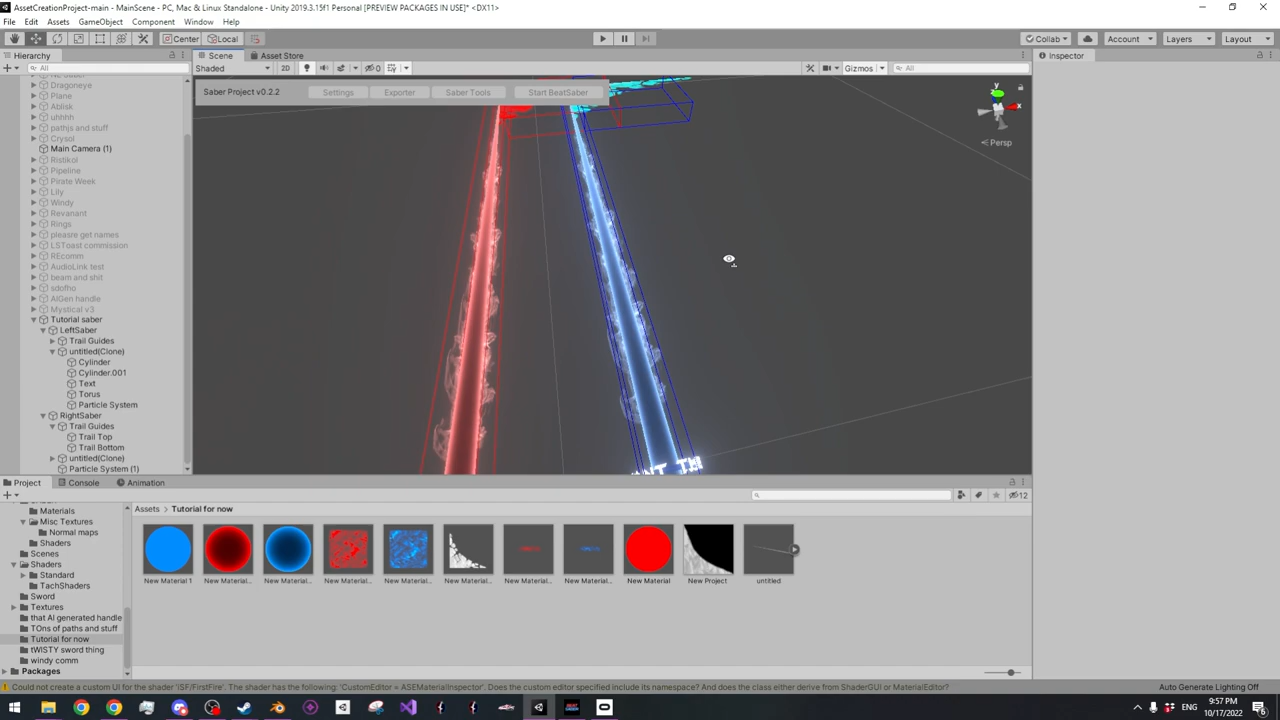 AssetCreationProject-main - MainScene - PC, Mac & Linux Standalone - Unity 2019.3.15f1 Personal [PREVIEW PACKAGES IN USE]* <DX11>
File Edit Assets GameObject Component Window Help
Center Local Collab Account Layers Layout
Hierarchy Scene Asset Store Inspector
All Shaded 2D 0 Gizmos All
Saber Project v0.2.2 Settings Exporter Saber Tools Start BeatSaber
y
x
Persp
Dragoneye
Plane
Ablisk
uhhhh
pathjs and stuff
Crysol
Main Camera (1)
Ristikol
Pipeline
Pirate Week
Lily
Windy
Revanant
Rings
pleasre get names
LSToast commission
REcomm
AudioLink test
beam and shit
sdofho
AIGen handle
Mystical v3
Tutorial saber
LeftSaber
Trail Guides
untitled(Clone)
Cylinder
Cylinder.001
Text
Torus
Particle System
RightSaber
Trail Guides
Trail Top
Trail Bottom
untitled(Clone)
Particle System (1)
Project Console Animation
12
Materials
Misc Textures
Normal maps
Shaders
Scenes
Shaders
Standard
TachShaders
Sword
Textures
that AI generated handle
TOns of paths and stuff
Tutorial for now
tWISTY sword thing
windy comm
Packages
Assets Tutorial for now
New Material 1 New Material... New Material... New Materia... New Materia... New Materia... New Materia... New Materia... New Material New Project untitled
Could not create a custom UI for the shader 'ISF/FirstFire'. The shader has the following: 'CustomEditor = ASEMaterialInspector'. Does the custom editor specified include its namespace? And does the class either derive from ShaderGUI or MaterialEditor?
Auto Generate Lighting Off
ENG
9:57 PM
10/17/2022